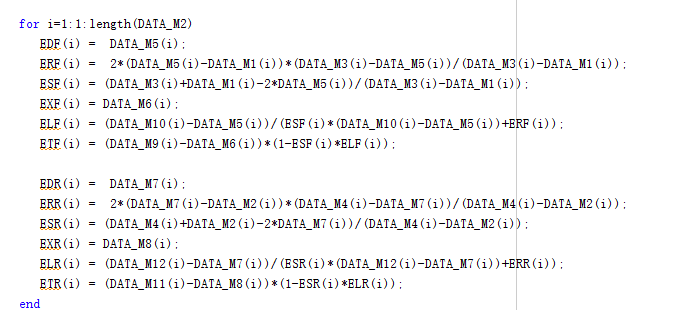 for i=1:1:length(DATA_M2)
EDF(i) =  DATA_M5(i);
ERF(i) =  2*(DATA_M5(i)-DATA_M1(i))*(DATA_M3(i)-DATA_M5(i))/(DATA_M3(i)-DATA_M1(i));
ESF(i) = (DATA_M3(i)+DATA_M1(i)-2*DATA_M5(i))/(DATA_M3(i)-DATA_M1(i));
EXF(i) = DATA_M6(i);
ELF(i) = (DATA_M10(i)-DATA_M5(i))/(ESF(i)*(DATA_M10(i)-DATA_M5(i))+ERF(i));
ETF(i) = (DATA_M9(i)-DATA_M6(i))*(1-ESF(i)*ELF(i));
EDR(i) =  DATA_M7(i);
ERR(i) =  2*(DATA_M7(i)-DATA_M2(i))*(DATA_M4(i)-DATA_M7(i))/(DATA_M4(i)-DATA_M2(i));
ESR(i) = (DATA_M4(i)+DATA_M2(i)-2*DATA_M7(i))/(DATA_M4(i)-DATA_M2(i));
EXR(i) = DATA_M8(i);
ELR(i) = (DATA_M12(i)-DATA_M7(i))/(ESR(i)*(DATA_M12(i)-DATA_M7(i))+ERR(i));
ETR(i) = (DATA_M11(i)-DATA_M8(i))*(1-ESR(i)*ELR(i));
end